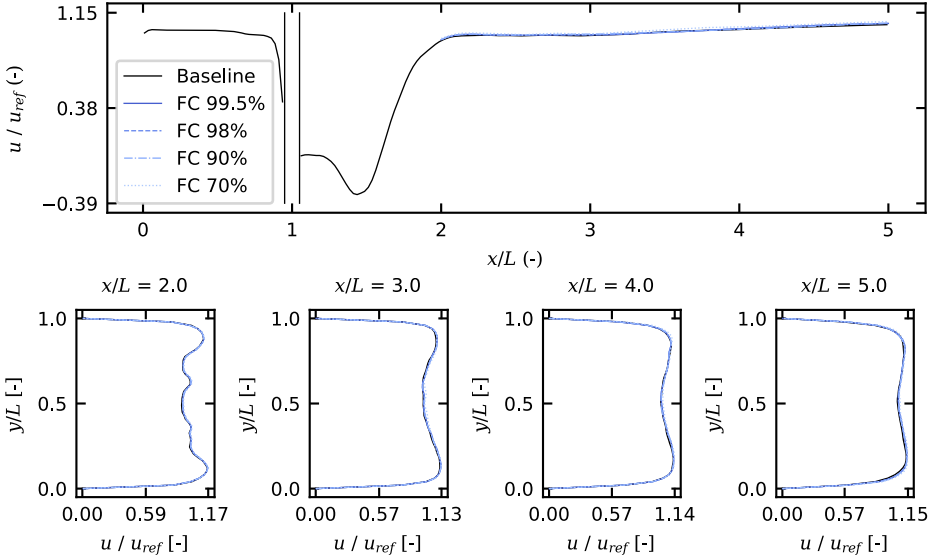 1.15
0.38
−0.39
u / u_ref (-)
Baseline
FC 99.5%
FC 98%
FC 90%
FC 70%
0 1 2 3 4 5
x/L (-)
x/L = 2.0 x/L = 3.0 x/L = 4.0 x/L = 5.0
1.0 1.0 1.0 1.0
y/L [-] y/L [-] y/L [-] y/L [-]
0.5 0.5 0.5 0.5
0.0 0.0 0.0 0.0
0.00 0.59 1.17 0.00 0.57 1.13 0.00 0.57 1.14 0.00 0.58 1.15
u / u_ref [-] u / u_ref [-] u / u_ref [-] u / u_ref [-]